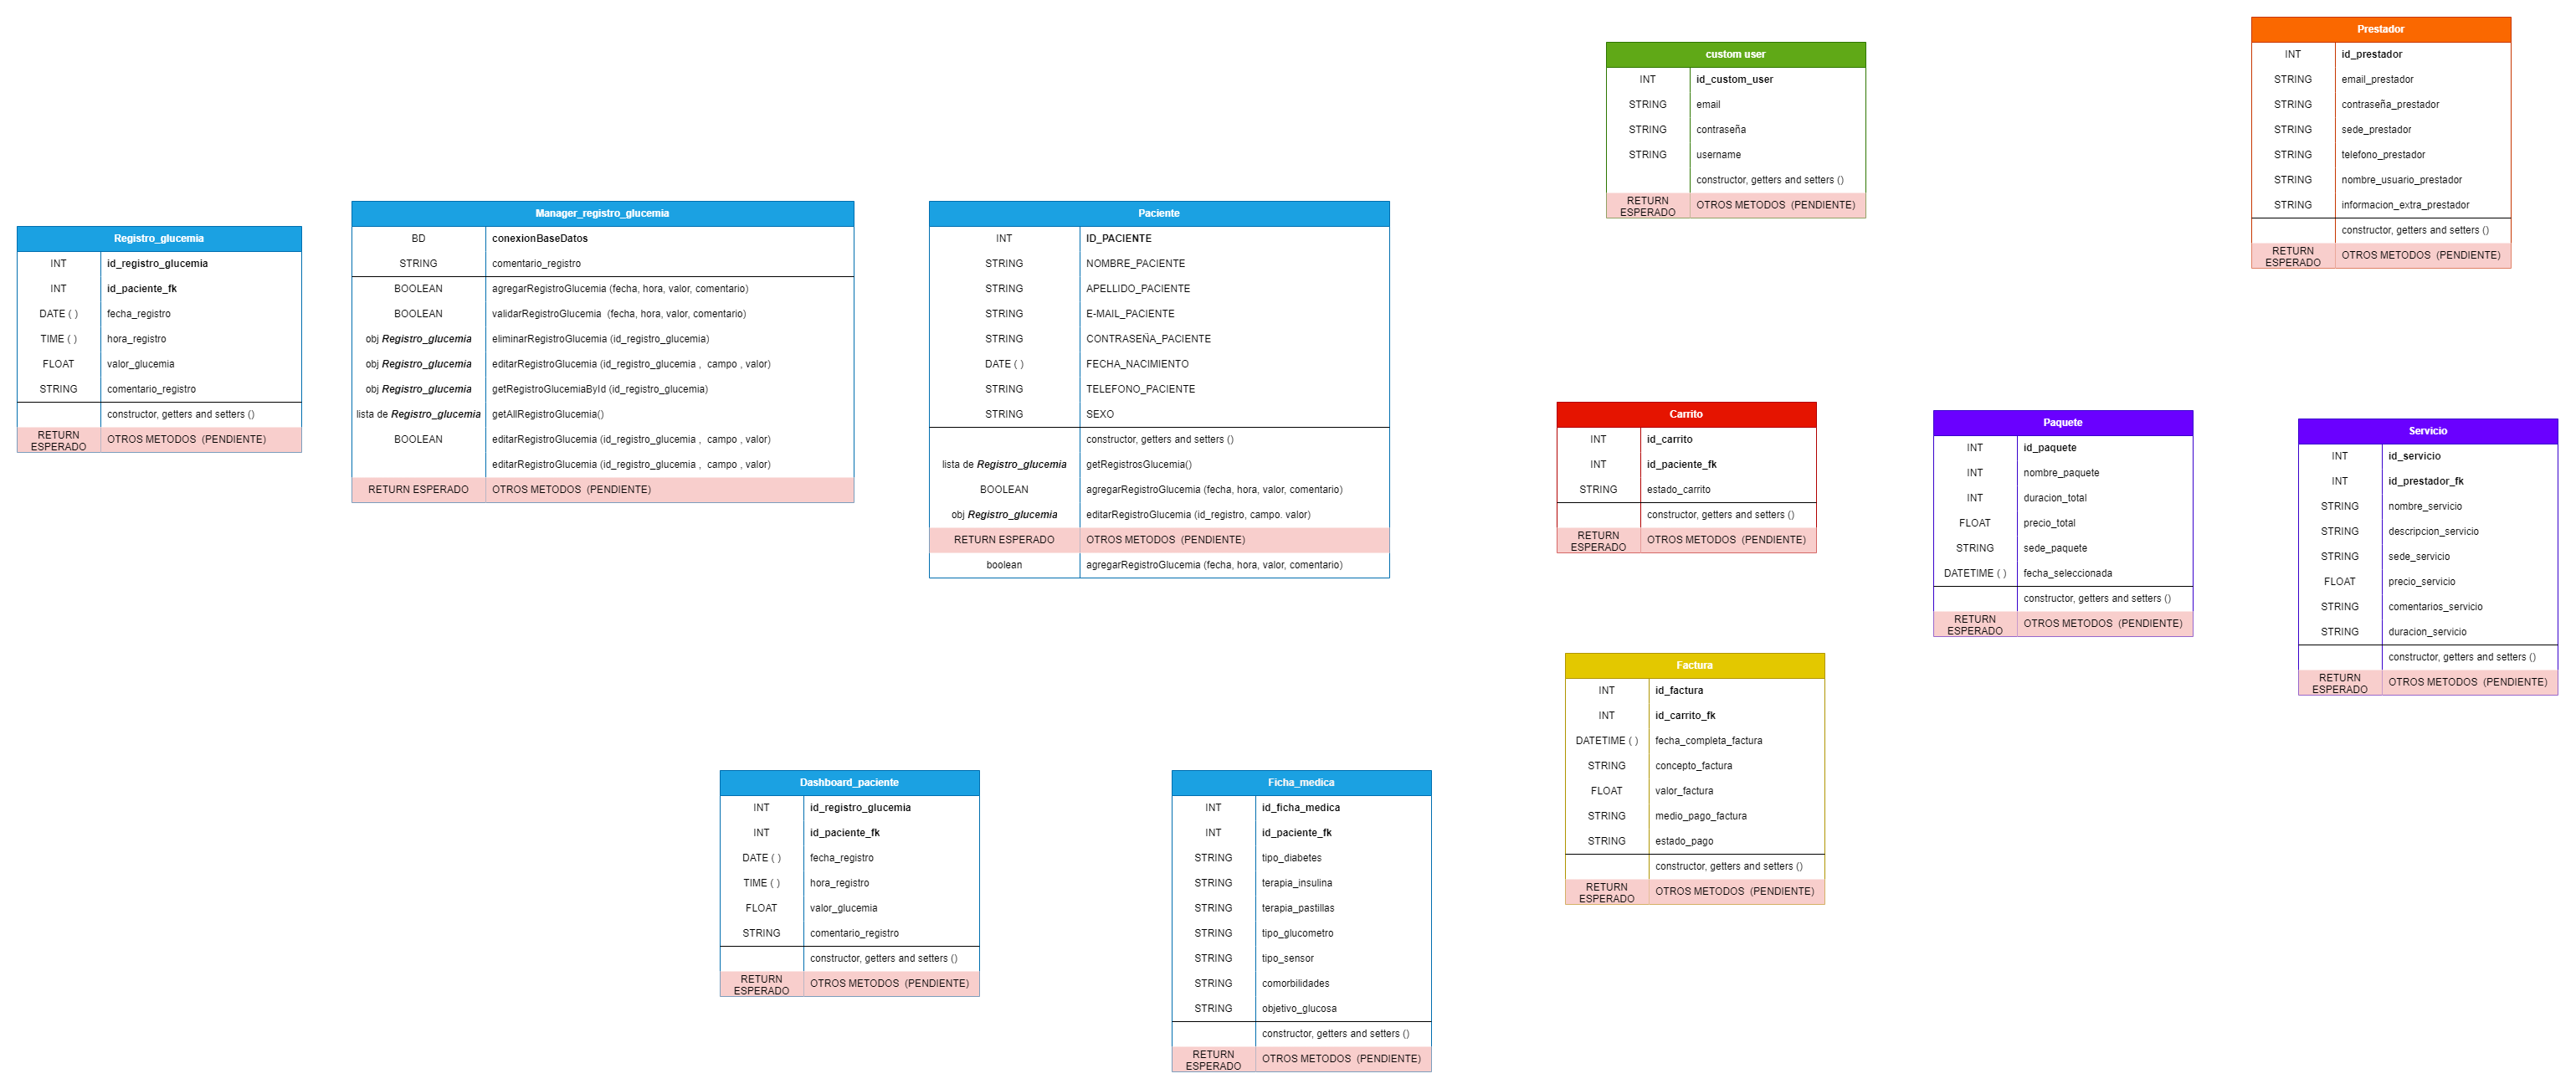 Registro_glucemia
INT id_registro_glucemia
INT id_paciente_fk
DATE ( ) fecha_registro
TIME ( ) hora_registro
FLOAT valor_glucemia
STRING comentario_registro
constructor, getters and setters ()
RETURN ESPERADO OTROS METODOS (PENDIENTE)
Manager_registro_glucemia
BD conexionBaseDatos
STRING comentario_registro
BOOLEAN agregarRegistroGlucemia (fecha, hora, valor, comentario)
BOOLEAN validarRegistroGlucemia (fecha, hora, valor, comentario)
obj Registro_glucemia eliminarRegistroGlucemia (id_registro_glucemia)
obj Registro_glucemia editarRegistroGlucemia (id_registro_glucemia , campo , valor)
obj Registro_glucemia getRegistroGlucemiaById (id_registro_glucemia)
lista de Registro_glucemia getAllRegistroGlucemia()
BOOLEAN editarRegistroGlucemia (id_registro_glucemia , campo , valor)
editarRegistroGlucemia (id_registro_glucemia , campo , valor)
RETURN ESPERADO OTROS METODOS (PENDIENTE)
Paciente
INT ID_PACIENTE
STRING NOMBRE_PACIENTE
STRING APELLIDO_PACIENTE
STRING E-MAIL_PACIENTE
STRING CONTRASEÑA_PACIENTE
DATE ( ) FECHA_NACIMIENTO
STRING TELEFONO_PACIENTE
STRING SEXO
constructor, getters and setters ()
lista de Registro_glucemia getRegistrosGlucemia()
BOOLEAN agregarRegistroGlucemia (fecha, hora, valor, comentario)
obj Registro_glucemia editarRegistroGlucemia (id_registro, campo. valor)
RETURN ESPERADO OTROS METODOS (PENDIENTE)
boolean agregarRegistroGlucemia (fecha, hora, valor, comentario)
custom user
INT id_custom_user
STRING email
STRING contraseña
STRING username
constructor, getters and setters ()
RETURN ESPERADO OTROS METODOS (PENDIENTE)
Prestador
INT id_prestador
STRING email_prestador
STRING contraseña_prestador
STRING sede_prestador
STRING telefono_prestador
STRING nombre_usuario_prestador
STRING informacion_extra_prestador
constructor, getters and setters ()
RETURN ESPERADO OTROS METODOS (PENDIENTE)
Carrito
INT id_carrito
INT id_paciente_fk
STRING estado_carrito
constructor, getters and setters ()
RETURN ESPERADO OTROS METODOS (PENDIENTE)
Paquete
INT id_paquete
INT nombre_paquete
INT duracion_total
FLOAT precio_total
STRING sede_paquete
DATETIME ( ) fecha_seleccionada
constructor, getters and setters ()
RETURN ESPERADO OTROS METODOS (PENDIENTE)
Servicio
INT id_servicio
INT id_prestador_fk
STRING nombre_servicio
STRING descripcion_servicio
STRING sede_servicio
FLOAT precio_servicio
STRING comentarios_servicio
STRING duracion_servicio
constructor, getters and setters ()
RETURN ESPERADO OTROS METODOS (PENDIENTE)
Factura
INT id_factura
INT id_carrito_fk
DATETIME ( ) fecha_completa_factura
STRING concepto_factura
FLOAT valor_factura
STRING medio_pago_factura
STRING estado_pago
constructor, getters and setters ()
RETURN ESPERADO OTROS METODOS (PENDIENTE)
Dashboard_paciente
INT id_registro_glucemia
INT id_paciente_fk
DATE ( ) fecha_registro
TIME ( ) hora_registro
FLOAT valor_glucemia
STRING comentario_registro
constructor, getters and setters ()
RETURN ESPERADO OTROS METODOS (PENDIENTE)
Ficha_medica
INT id_ficha_medica
INT id_paciente_fk
STRING tipo_diabetes
STRING terapia_insulina
STRING terapia_pastillas
STRING tipo_glucometro
STRING tipo_sensor
STRING comorbilidades
STRING objetivo_glucosa
constructor, getters and setters ()
RETURN ESPERADO OTROS METODOS (PENDIENTE)